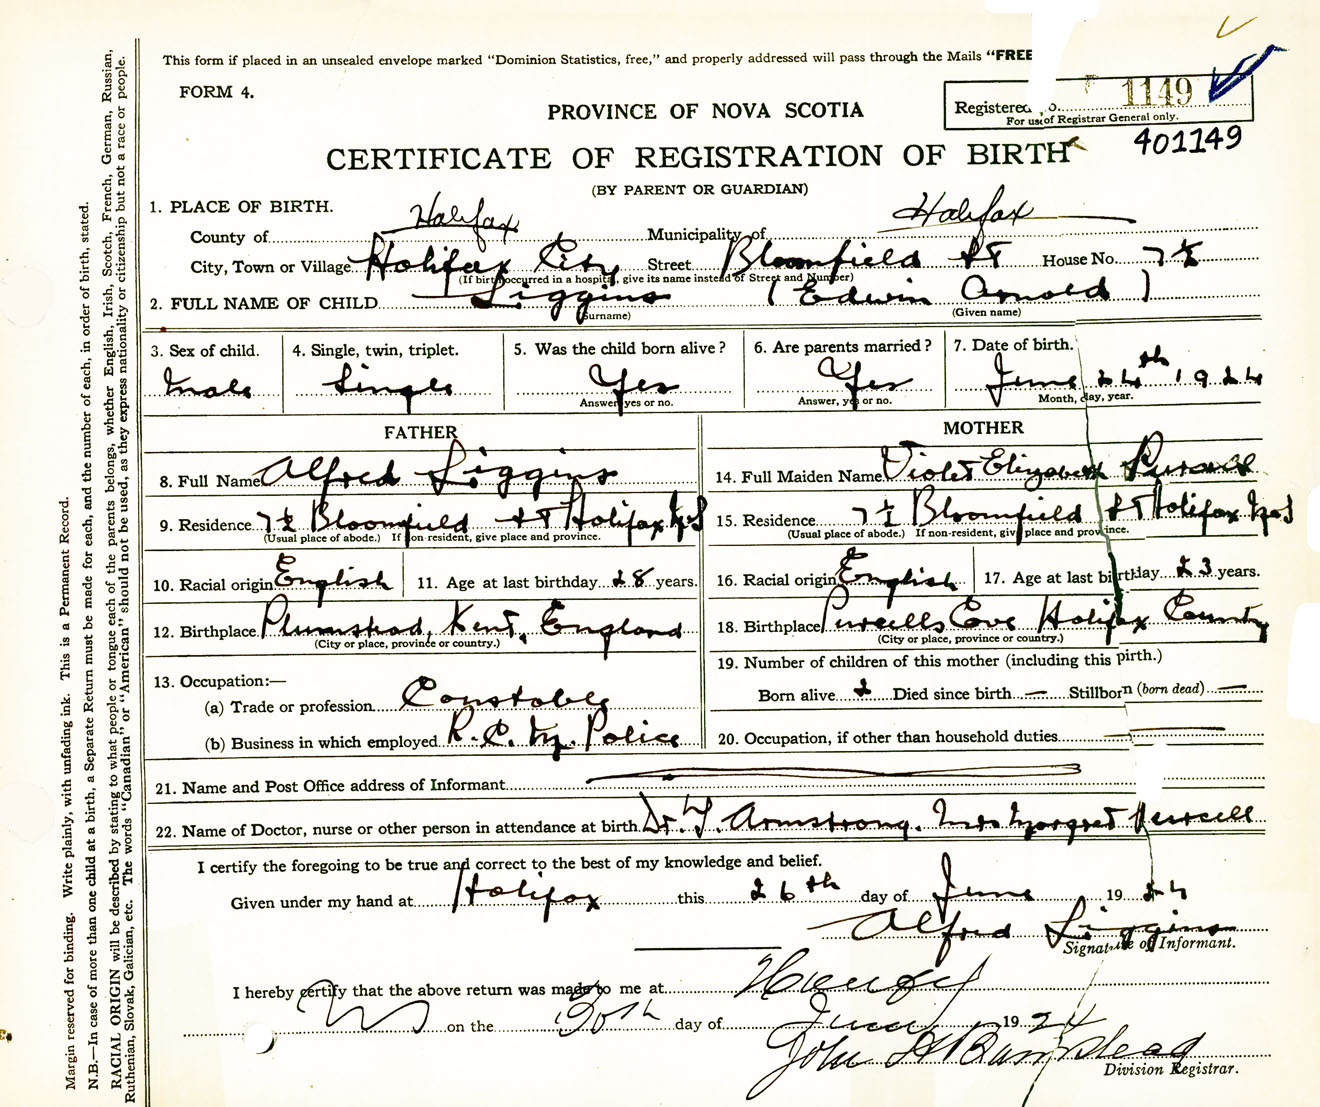 This form if placed in an unsealed envelope marked "Dominion Statistics, free," and properly addressed will pass through the Mails "FREE
FORM 4.
Registered No. 1149
For use of Registrar General only.
401149
PROVINCE OF NOVA SCOTIA
CERTIFICATE OF REGISTRATION OF BIRTH
(BY PARENT OR GUARDIAN)
1. PLACE OF BIRTH.
County of Halifax Municipality of Halifax
City, Town or Village Halifax City Street Bloomfield St House No. 7½
(If birth occurred in a hospital, give its name instead of Street and Number)
2. FULL NAME OF CHILD Liggins (Edwin Arnold)
(Surname) (Given name)
3. Sex of child. 4. Single, twin, triplet. 5. Was the child born alive? 6. Are parents married? 7. Date of birth.
Male Single Yes Yes June 24th 1924
Answer, yes or no. Answer, yes or no. Month, day, year.
FATHER MOTHER
8. Full Name Alfred Liggins 14. Full Maiden Name Violet Elizabeth Purcell
9. Residence 7½ Bloomfield St Halifax N.S 15. Residence 7½ Bloomfield St Halifax N.S
(Usual place of abode.) If non-resident, give place and province. (Usual place of abode.) If non-resident, give place and province.
10. Racial origin English 11. Age at last birthday 28 years. 16. Racial origin English 17. Age at last birthday 23 years.
12. Birthplace Plumstead, Kent, England 18. Birthplace Purcells Cove Halifax County
(City or place, province or country.) (City or place, province or country.)
13. Occupation:— 19. Number of children of this mother (including this birth.)
(a) Trade or profession Constable Born alive 2 Died since birth — Stillborn (born dead) —
(b) Business in which employed R.C.M. Police 20. Occupation, if other than household duties —
21. Name and Post Office address of Informant
22. Name of Doctor, nurse or other person in attendance at birth Dr. Armstrong. Mrs Margret Purcell
I certify the foregoing to be true and correct to the best of my knowledge and belief.
Given under my hand at Halifax this 26th day of June 1924
Alfred Liggins
Signature of Informant.
I hereby certify that the above return was made to me at
on the 30th day of June 1924
John A Bumstead
Division Registrar.
Margin reserved for binding. Write plainly, with unfading ink. This is a Permanent Record.
N.B.—In case of more than one child at a birth, a Separate Return must be made for each, and the number of each, in order of birth, stated.
RACIAL ORIGIN will be described by stating to what people or tongue each of the parents belongs, whether English, Irish, Scotch, French, German, Russian,
Ruthenian, Slovak, Galician, etc. The words "Canadian" or "American" should not be used, as they express nationality or citizenship but not a race or people.